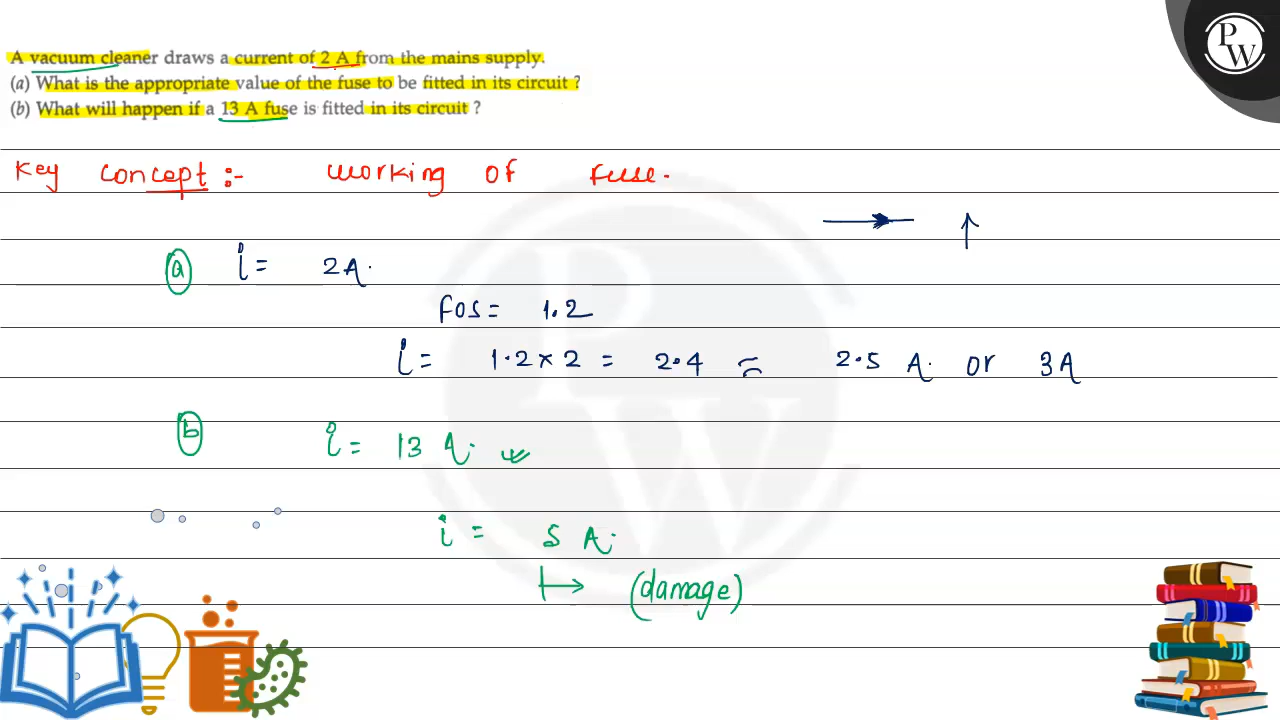 A vacuum cleaner draws a current of 2 A from the mains supply.
(a) What is the appropriate value of the fuse to be fitted in its circuit ?
(b) What will happen if a 13 A fuse is fitted in its circuit ?
Key concept :- working of fuse.
(a) i = 2A.
fos = 1.2
i = 1.2 × 2 = 2.4 ≈ 2.5 A. or 3A
(b) i = 13 A.
i = 5 A.
(damage)
PW
PW